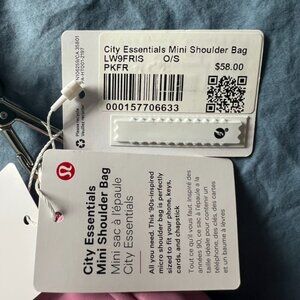 City Essentials Mini Shoulder Bag
LW9FRIS O/S
PKFR
$58.00
000157706633
Please recycle
City Essentials
Mini Shoulder Bag
Mini sac à l'épaule
City Essentials
All you need. This '90s-inspired
micro shoulder bag is perfectly
sized to fit your phone, keys,
cards, and chapstick
Tout ce qu'il vous faut. Inspiré des
années 90, ce sac à l'épaule a la
taille idéale pour contenir un
téléphone, des clés, des cartes
et un baume à lèvres